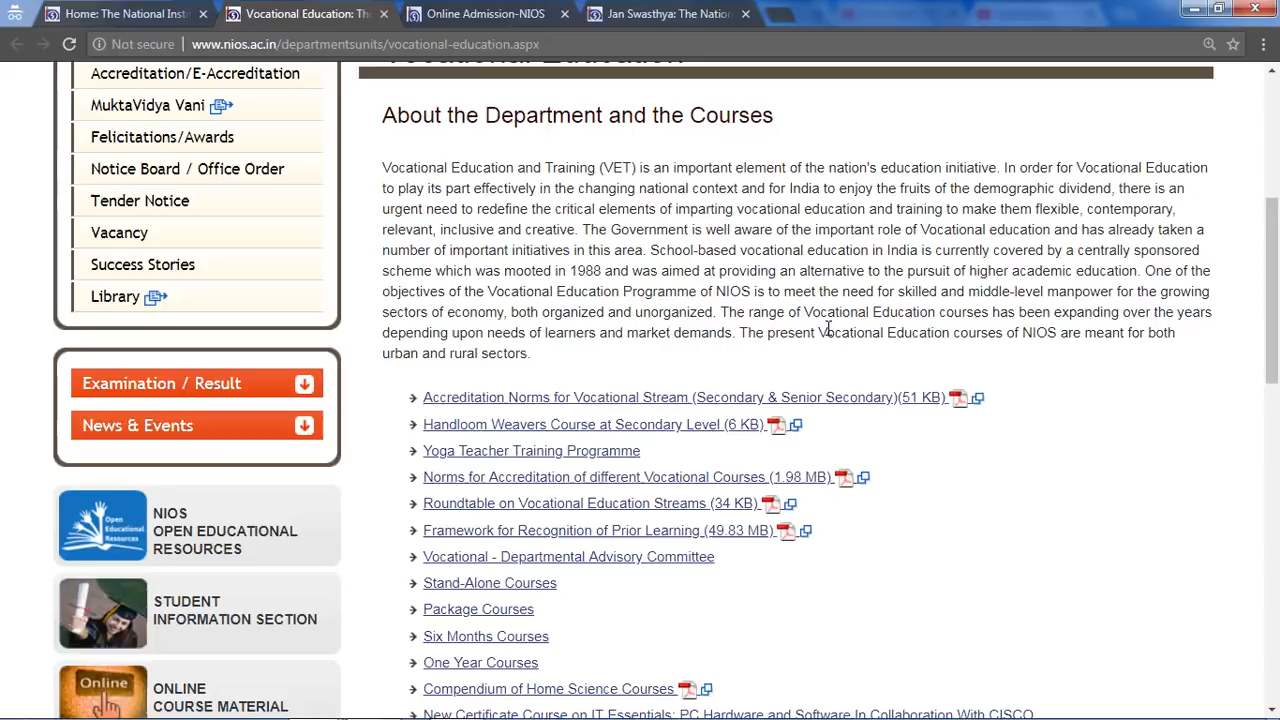 Home: The National Insti
Vocational Education: The
Online Admission-NIOS
Jan Swasthya: The Nation
Not secure
www.nios.ac.in/departmentsunits/vocational-education.aspx
Accreditation/E-Accreditation
MuktaVidya Vani
Felicitations/Awards
Notice Board / Office Order
Tender Notice
Vacancy
Success Stories
Library
Examination / Result
News & Events
NIOS
OPEN EDUCATIONAL
RESOURCES
STUDENT
INFORMATION SECTION
Online
ONLINE
COURSE MATERIAL
Vocational Education
About the Department and the Courses
Vocational Education and Training (VET) is an important element of the nation's education initiative. In order for Vocational Education
to play its part effectively in the changing national context and for India to enjoy the fruits of the demographic dividend, there is an
urgent need to redefine the critical elements of imparting vocational education and training to make them flexible, contemporary,
relevant, inclusive and creative. The Government is well aware of the important role of Vocational education and has already taken a
number of important initiatives in this area. School-based vocational education in India is currently covered by a centrally sponsored
scheme which was mooted in 1988 and was aimed at providing an alternative to the pursuit of higher academic education. One of the
objectives of the Vocational Education Programme of NIOS is to meet the need for skilled and middle-level manpower for the growing
sectors of economy, both organized and unorganized. The range of Vocational Education courses has been expanding over the years
depending upon needs of learners and market demands. The present Vocational Education courses of NIOS are meant for both
urban and rural sectors.
Accreditation Norms for Vocational Stream (Secondary & Senior Secondary)(51 KB)
Handloom Weavers Course at Secondary Level (6 KB)
Yoga Teacher Training Programme
Norms for Accreditation of different Vocational Courses (1.98 MB)
Roundtable on Vocational Education Streams (34 KB)
Framework for Recognition of Prior Learning (49.83 MB)
Vocational - Departmental Advisory Committee
Stand-Alone Courses
Package Courses
Six Months Courses
One Year Courses
Compendium of Home Science Courses
New Certificate Course on IT Essentials: PC Hardware and Software In Collaboration With CISCO